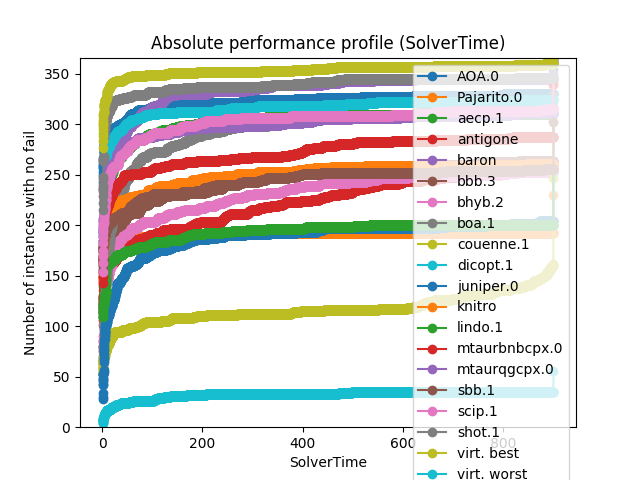 Absolute performance profile (SolverTime)
Number of instances with no fail
350
300
250
200
150
100
50
0
0
200
400
600
800
SolverTime
AOA.0
Pajarito.0
aecp.1
antigone
baron
bbb.3
bhyb.2
boa.1
couenne.1
dicopt.1
juniper.0
knitro
lindo.1
mtaurbnbcpx.0
mtaurqgcpx.0
sbb.1
scip.1
shot.1
virt. best
virt. worst